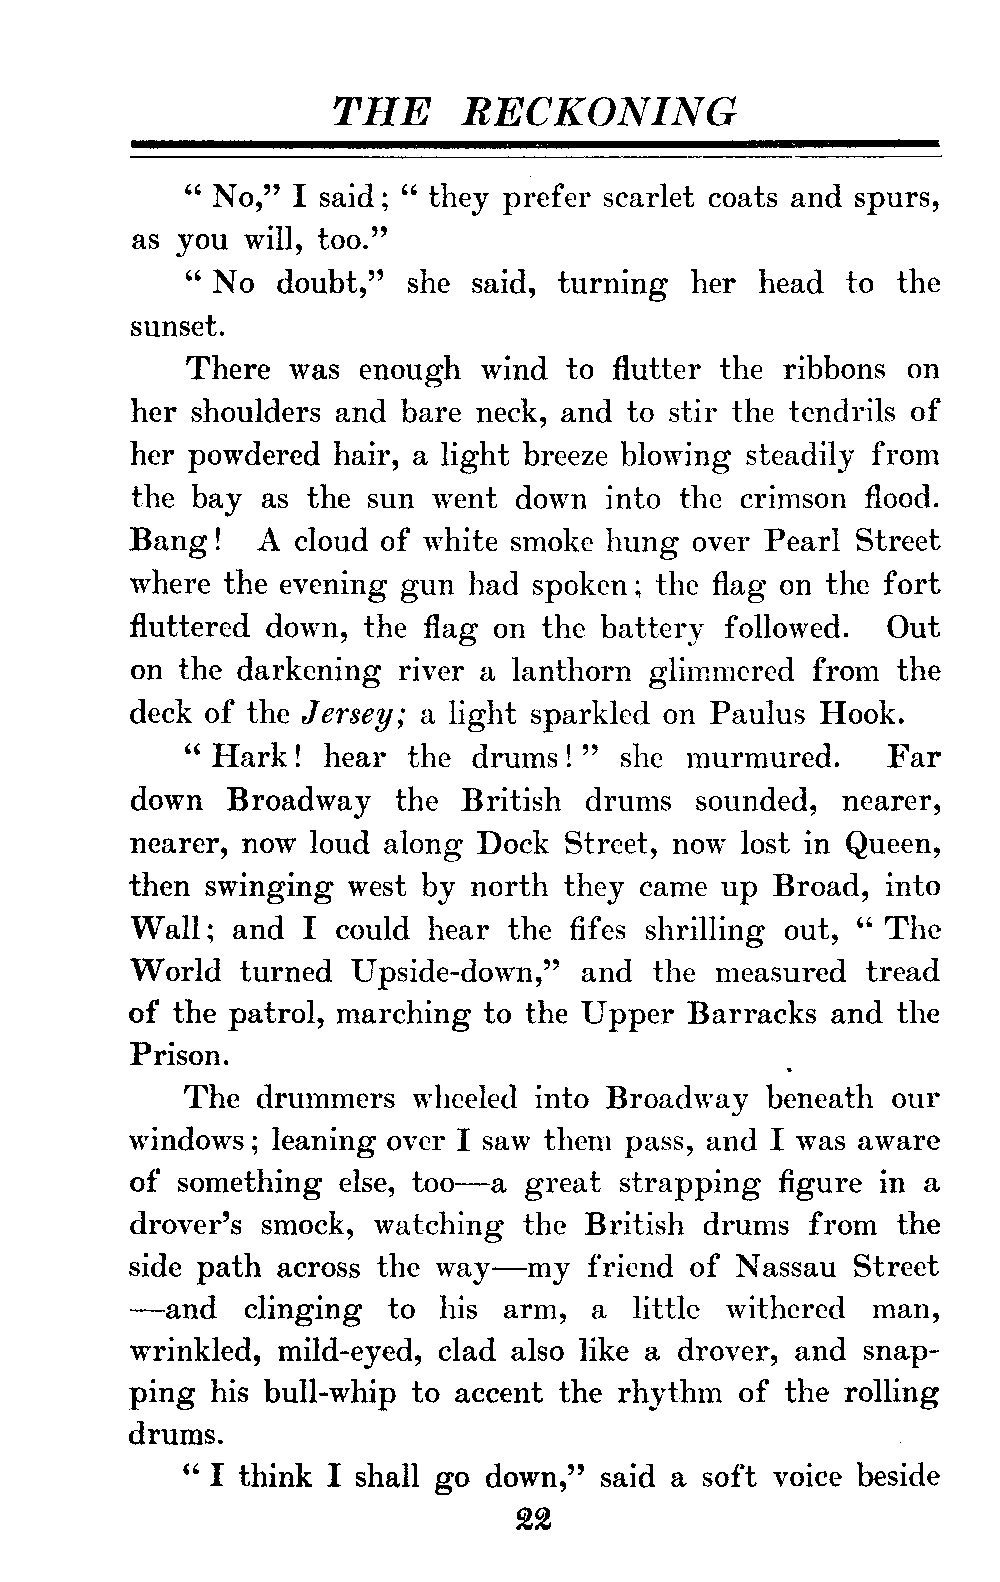 THE RECKONING
“ No,” I said; “ they prefer scarlet coats and spurs,
as you will, too.”
“ No doubt,” she said, turning her head to the
sunset.
There was enough wind to flutter the ribbons on
her shoulders and bare neck, and to stir the tendrils of
her powdered hair, a light breeze blowing steadily from
the bay as the sun went down into the crimson flood.
Bang! A cloud of white smoke hung over Pearl Street
where the evening gun had spoken; the flag on the fort
fluttered down, the flag on the battery followed. Out
on the darkening river a lanthorn glimmered from the
deck of the Jersey; a light sparkled on Paulus Hook.
“ Hark! hear the drums! ” she murmured. Far
down Broadway the British drums sounded, nearer,
nearer, now loud along Dock Street, now lost in Queen,
then swinging west by north they came up Broad, into
Wall; and I could hear the fifes shrilling out, “ The
World turned Upside-down,” and the measured tread
of the patrol, marching to the Upper Barracks and the
Prison.
The drummers wheeled into Broadway beneath our
windows; leaning over I saw them pass, and I was aware
of something else, too—a great strapping figure in a
drover’s smock, watching the British drums from the
side path across the way—my friend of Nassau Street
—and clinging to his arm, a little withered man,
wrinkled, mild-eyed, clad also like a drover, and snap-
ping his bull-whip to accent the rhythm of the rolling
drums.
“ I think I shall go down,” said a soft voice beside
22